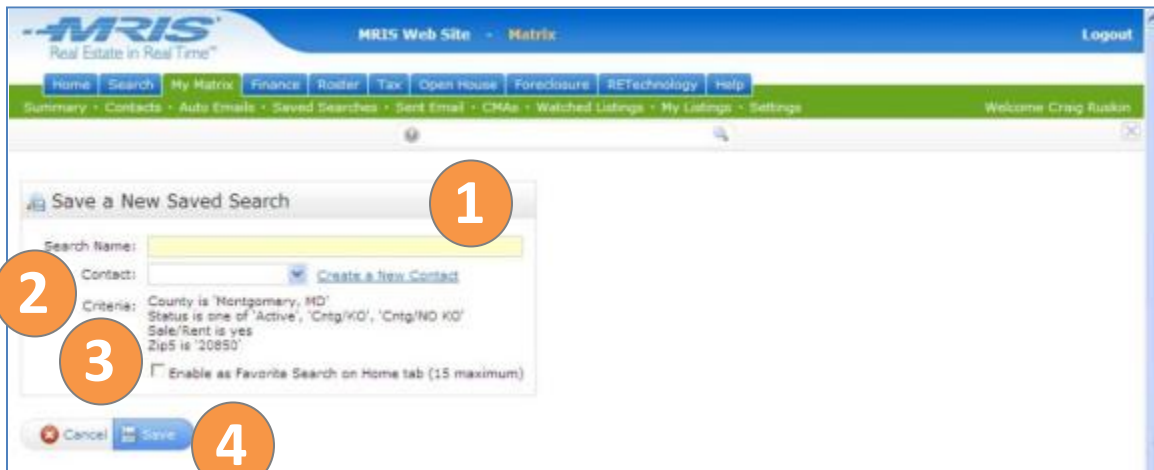 MRIS
Real Estate in Real Time™
MRIS Web Site - Matrix
Logout
Home Search My Matrix Finance Roster Tax Open House Foreclosure RETechnology Help
Summary • Contacts • Auto Emails • Saved Searches • Sent Email • CMAs • Watched Listings • My Listings • Settings
Welcome Craig Ruskin
Save a New Saved Search
1
Search Name:
2
Contact: Create a New Contact
Criteria: County is 'Montgomery, MD'
Status is one of 'Active', 'Cntg/KO', 'Cntg/NO KO'
Sale/Rent is yes
Zip5 is '20850'
3
Enable as Favorite Search on Home tab (15 maximum)
Cancel Save
4